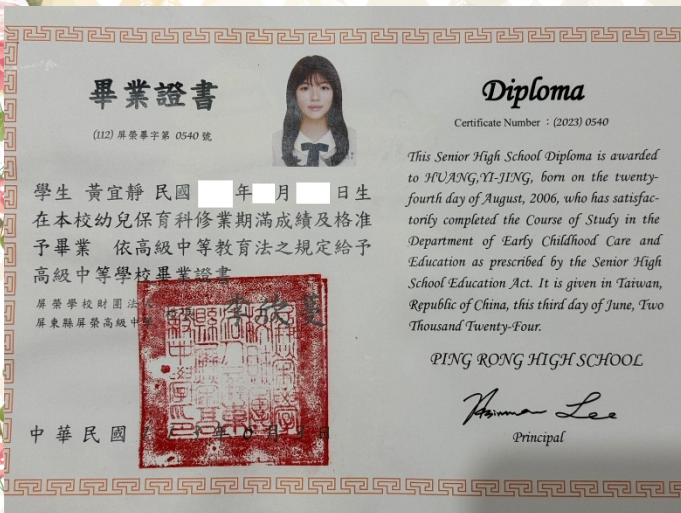 畢業證書
(112) 屏榮畢字第 0540 號
學生 黃宜靜 民國 年 月 日生
在本校幼兒保育科修業期滿成績及格准
予畢業 依高級中等教育法之規定給予
高級中等學校畢業證書
屏榮學校財團法人
屏東縣屏榮高級中學
校長
中華民國
Diploma
Certificate Number：(2023) 0540
This Senior High School Diploma is awarded
to HUANG,YI-JING, born on the twenty-
fourth day of August, 2006, who has satisfac-
torily completed the Course of Study in the
Department of Early Childhood Care and
Education as prescribed by the Senior High
School Education Act. It is given in Taiwan,
Republic of China, this third day of June, Two
Thousand Twenty-Four.
PING RONG HIGH SCHOOL
Lee
Principal